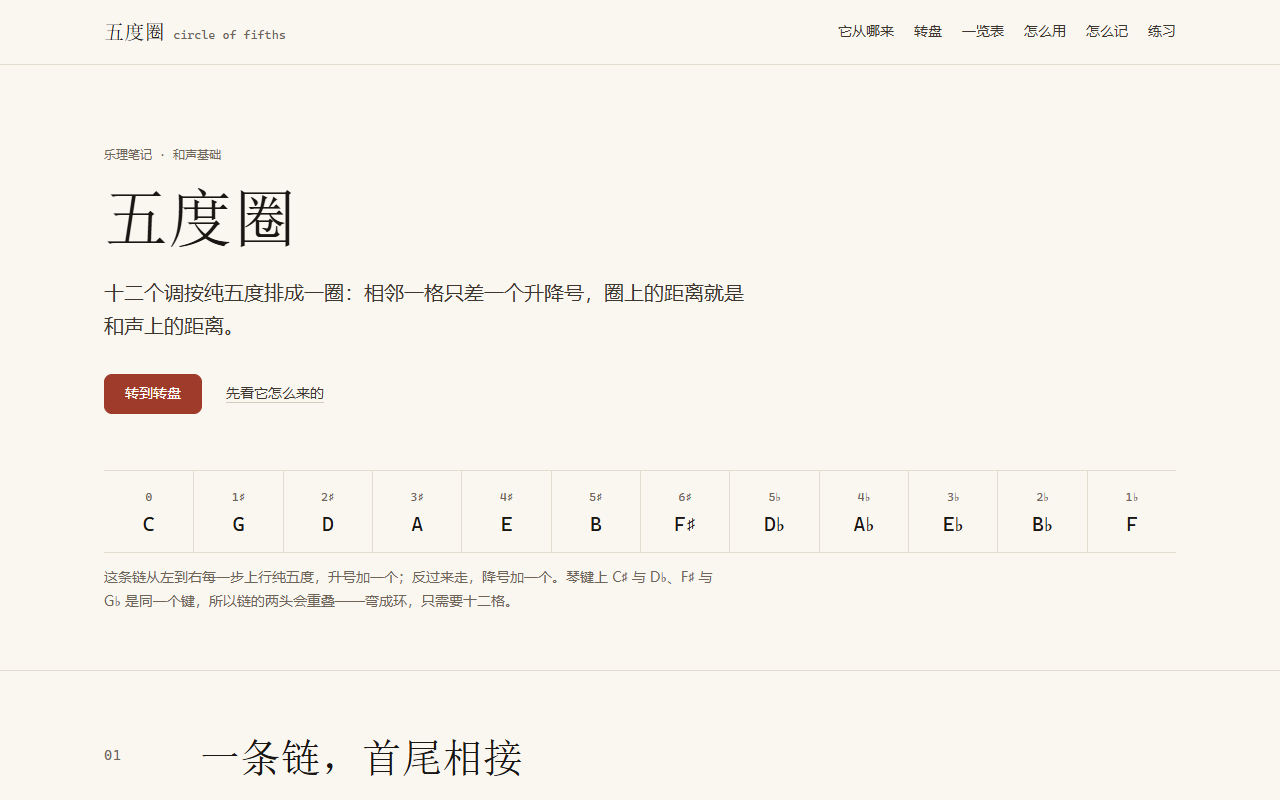 五度圈 circle of fifths
它从哪来 转盘 一览表 怎么用 怎么记 练习
乐理笔记 · 和声基础
五度圈
十二个调按纯五度排成一圈：相邻一格只差一个升降号，圈上的距离就是
和声上的距离。
转到转盘 先看它怎么来的
0 1♯ 2♯ 3♯ 4♯ 5♯ 6♯ 5♭ 4♭ 3♭ 2♭ 1♭
C G D A E B F♯ D♭ A♭ E♭ B♭ F
这条链从左到右每一步上行纯五度，升号加一个；反过来走，降号加一个。琴键上 C♯ 与 D♭、F♯ 与
G♭ 是同一个键，所以链的两头会重叠——弯成环，只需要十二格。
01 一条链，首尾相接